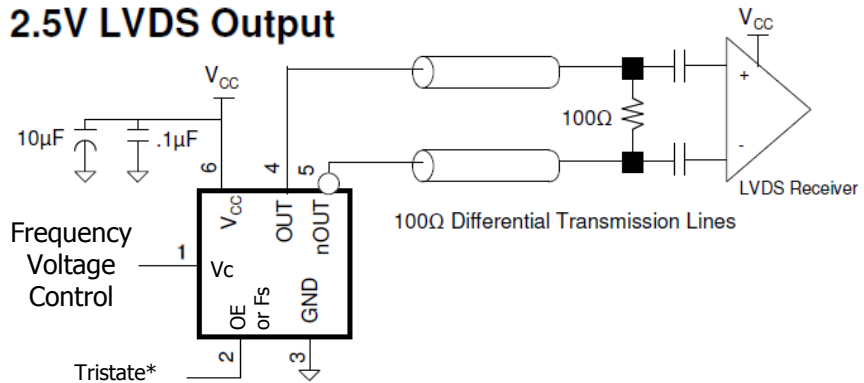 2.5V LVDS Output
VCC
VCC
10µF
.1µF
100Ω
+
-
LVDS Receiver
6
4
5
VCC
OUT
nOUT
100Ω Differential Transmission Lines
Frequency
Voltage
Control
1
Vc
OE
or Fs
GND
2
3
Tristate*